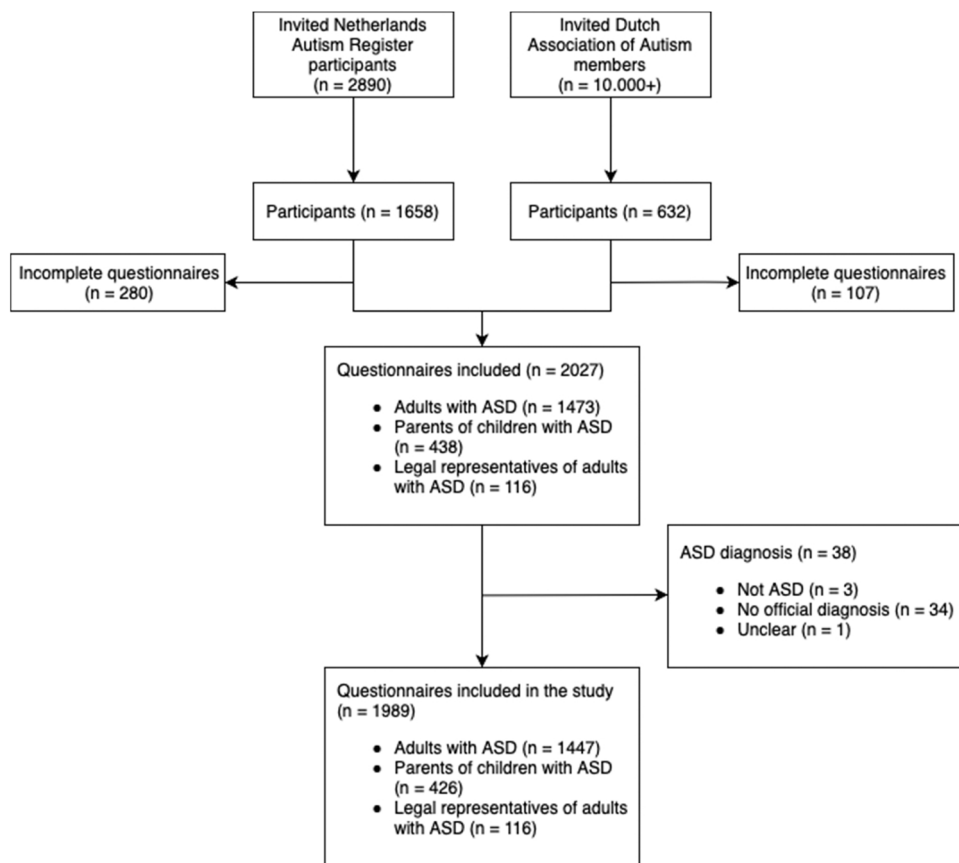 Invited Netherlands
Autism Register
participants
(n = 2890)
Invited Dutch
Association of Autism
members
(n = 10.000+)
Participants (n = 1658)
Participants (n = 632)
Incomplete questionnaires
(n = 280)
Incomplete questionnaires
(n = 107)
Questionnaires included (n = 2027)
● Adults with ASD (n = 1473)
● Parents of children with ASD
(n = 438)
● Legal representatives of adults
with ASD (n = 116)
ASD diagnosis (n = 38)
● Not ASD (n = 3)
● No official diagnosis (n = 34)
● Unclear (n = 1)
Questionnaires included in the study
(n = 1989)
● Adults with ASD (n = 1447)
● Parents of children with ASD
(n = 426)
● Legal representatives of adults
with ASD (n = 116)